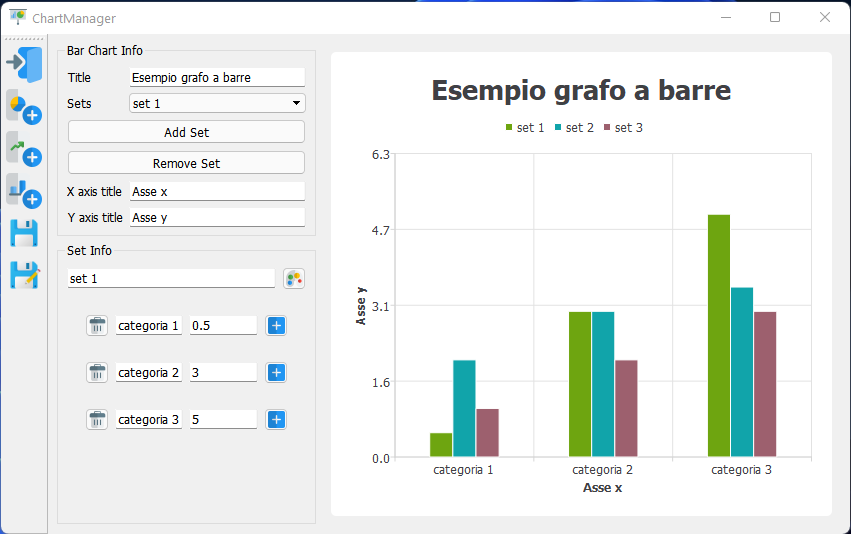 ChartManager
Bar Chart Info
Title Esempio grafo a barre
Sets set 1
Add Set
Remove Set
X axis title Asse x
Y axis title Asse y
Set Info
set 1
categoria 1 0.5
categoria 2 3
categoria 3 5
Esempio grafo a barre
set 1 set 2 set 3
6.3
4.7
3.1
1.6
0.0
Asse y
categoria 1 categoria 2 categoria 3
Asse x